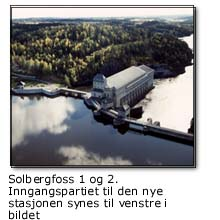 Solbergfoss 1 og 2.
Inngangspartiet til den nye
stasjonen synes til venstre i
bildet